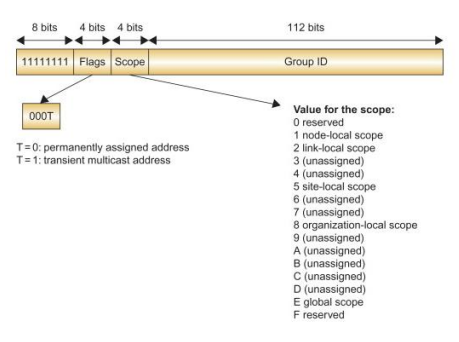 8 bits 4 bits 4 bits 112 bits
11111111 Flags Scope Group ID
000T
T = 0: permanently assigned address
T = 1: transient multicast address
Value for the scope:
0 reserved
1 node-local scope
2 link-local scope
3 (unassigned)
4 (unassigned)
5 site-local scope
6 (unassigned)
7 (unassigned)
8 organization-local scope
9 (unassigned)
A (unassigned)
B (unassigned)
C (unassigned)
D (unassigned)
E global scope
F reserved